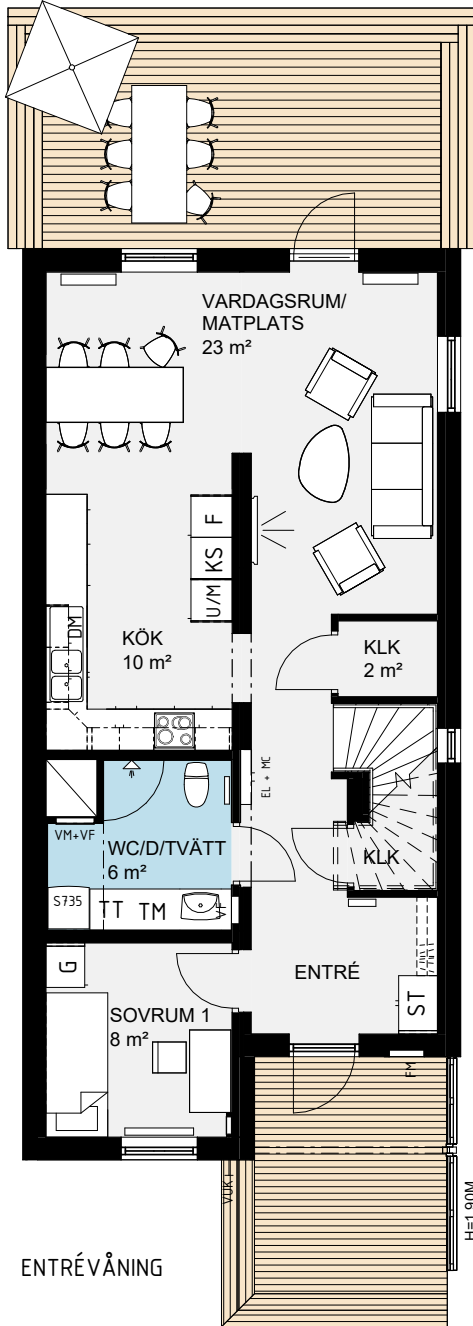 VARDAGSRUM/
MATPLATS
23 m²
F
KS
U/M
DM
KÖK
10 m²
KLK
2 m²
EL + MC
VM+VF
WC/D/TVÄTT
6 m²
KLK
S735
TT
TM
VF
G
ENTRÉ
ST
SOVRUM 1
8 m²
FM
H=1.90M
ENTRÉVÅNING